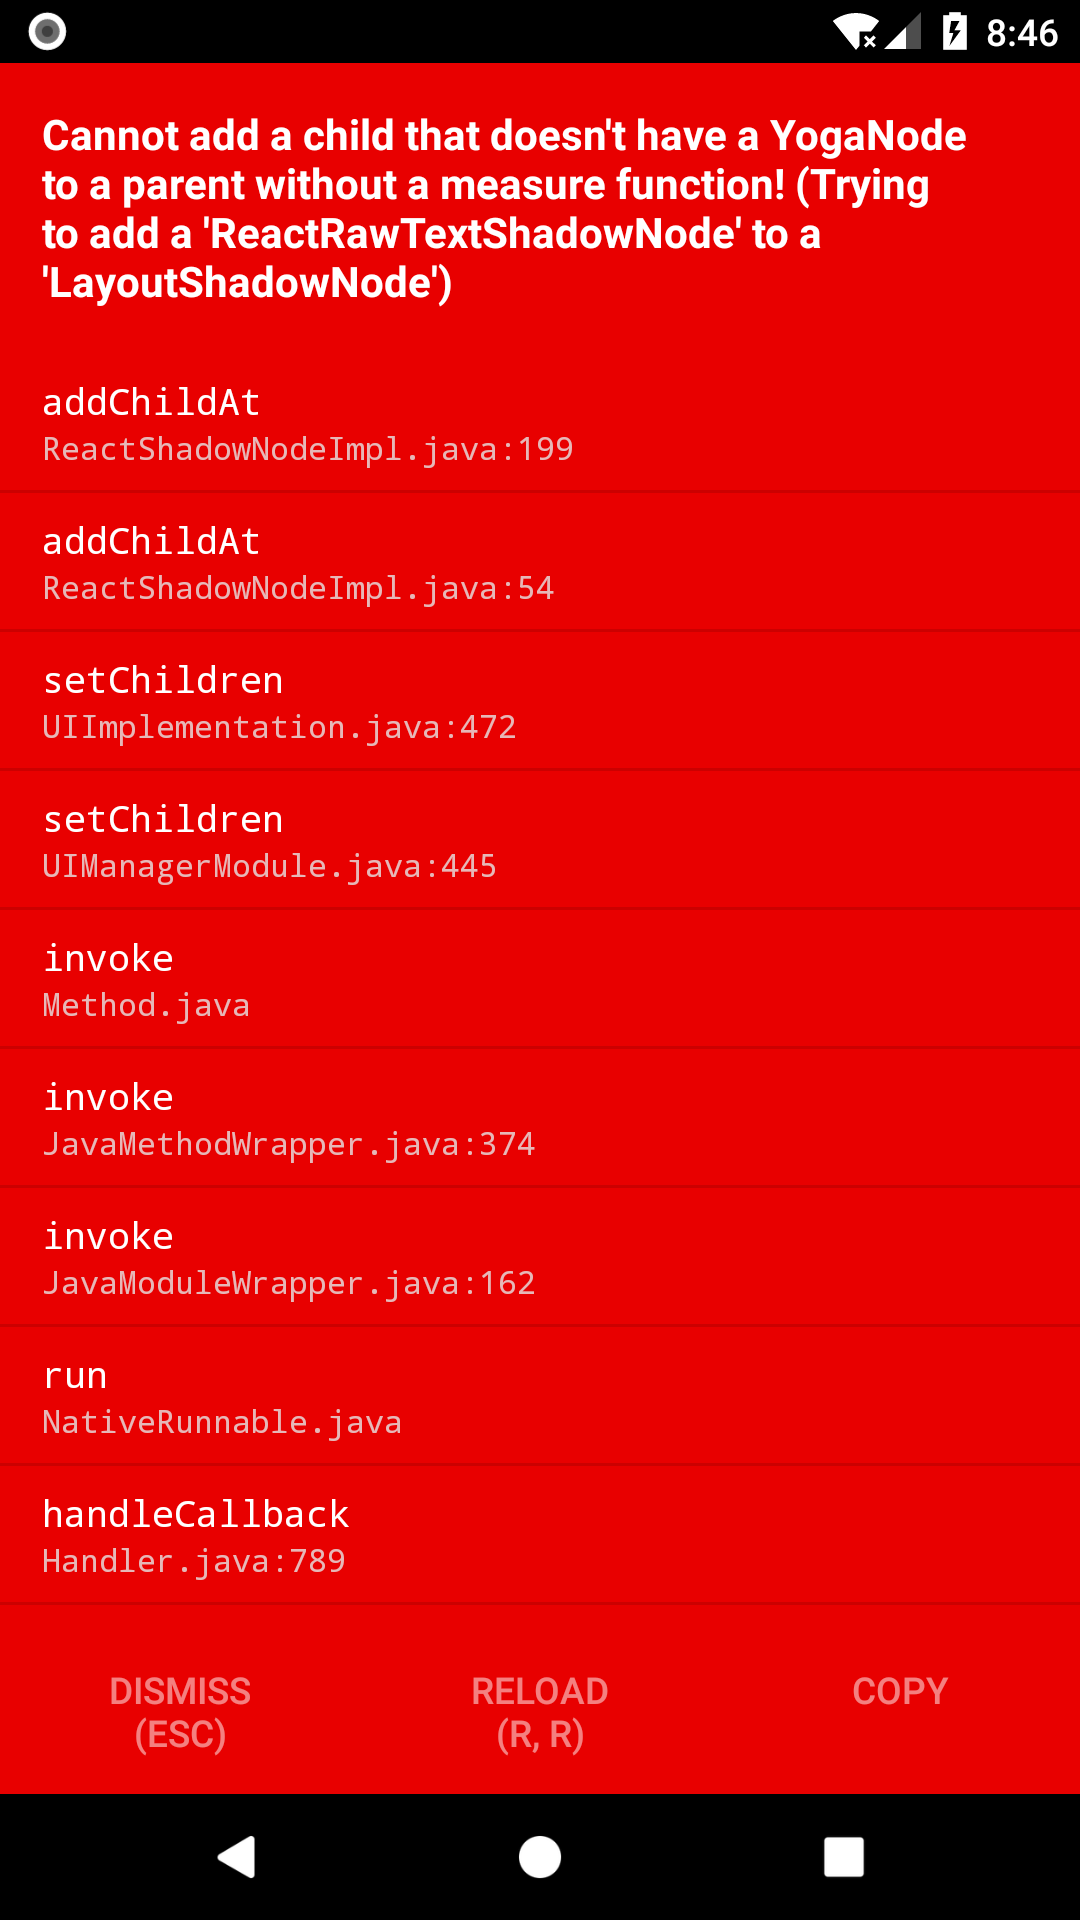 8:46
Cannot add a child that doesn't have a YogaNode
to a parent without a measure function! (Trying
to add a 'ReactRawTextShadowNode' to a
'LayoutShadowNode')
addChildAt
ReactShadowNodeImpl.java:199
addChildAt
ReactShadowNodeImpl.java:54
setChildren
UIImplementation.java:472
setChildren
UIManagerModule.java:445
invoke
Method.java
invoke
JavaMethodWrapper.java:374
invoke
JavaModuleWrapper.java:162
run
NativeRunnable.java
handleCallback
Handler.java:789
DISMISS
(ESC)
RELOAD
(R, R)
COPY